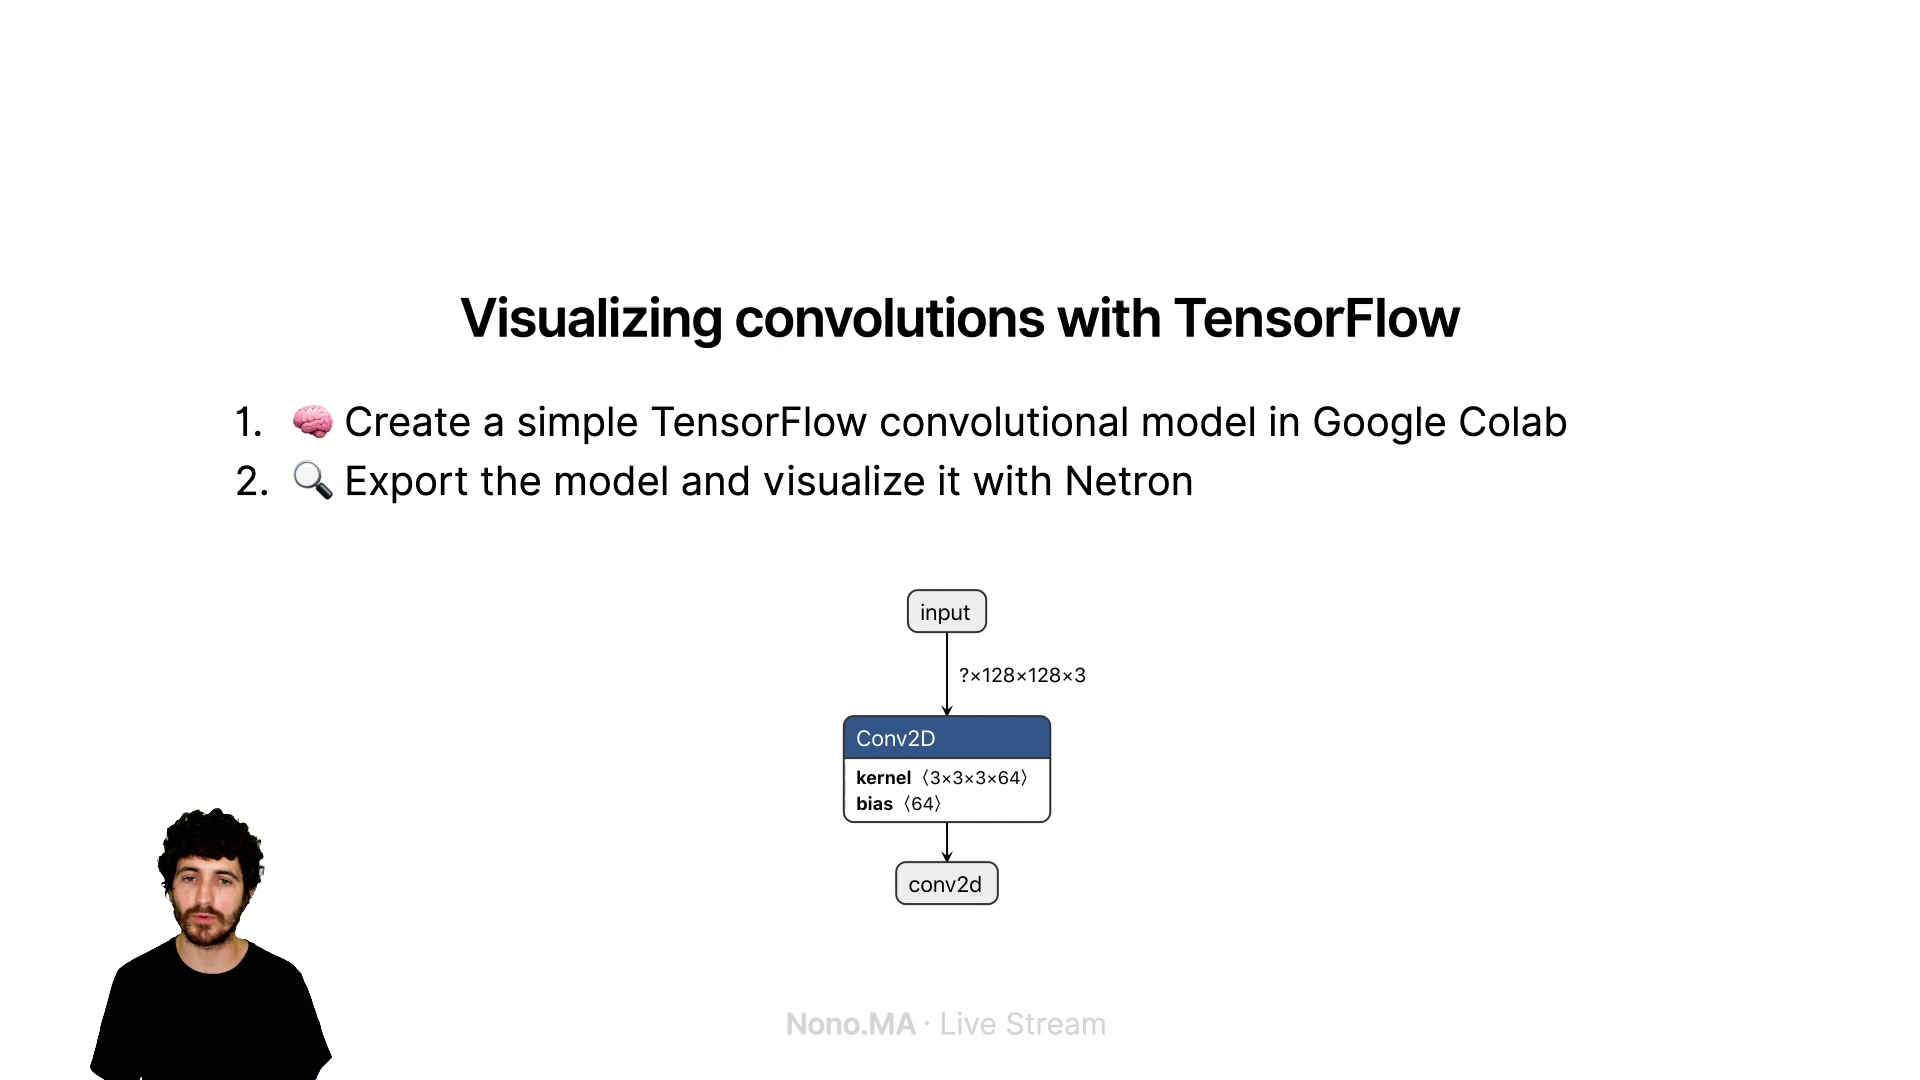 Visualizing convolutions with TensorFlow
1. 🧠 Create a simple TensorFlow convolutional model in Google Colab
2. 🔍 Export the model and visualize it with Netron
input
?×128×128×3
Conv2D
kernel ⟨3×3×3×64⟩
bias ⟨64⟩
conv2d
Nono.MA · Live Stream